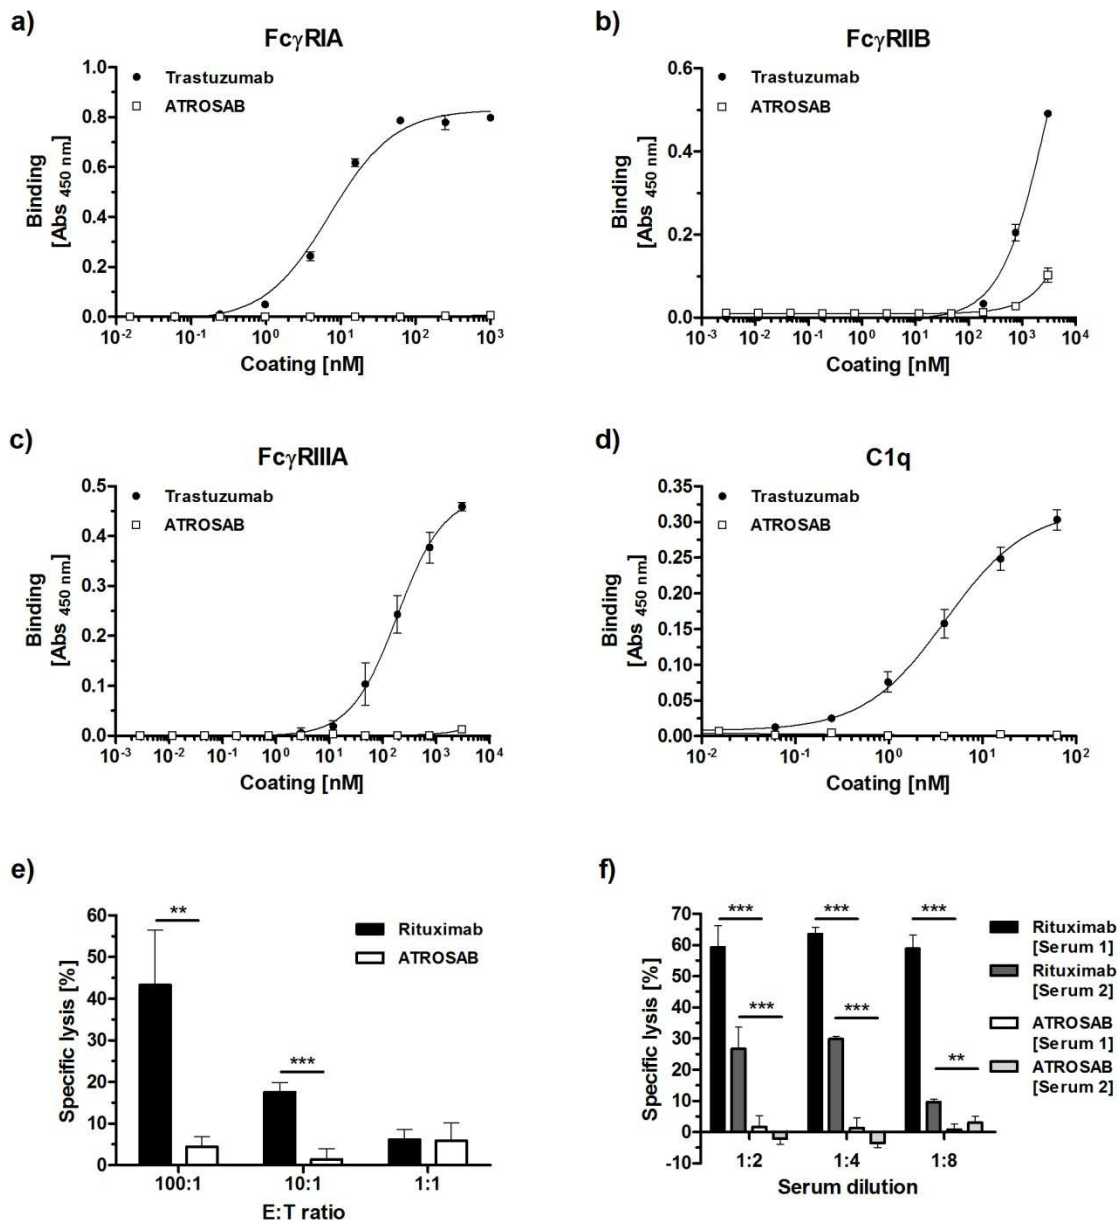 a)
FcγRIA
Trastuzumab
ATROSAB
Binding
[Abs 450 nm]
1.0
0.8
0.6
0.4
0.2
0.0
10-2
10-1
100
101
102
103
Coating [nM]
b)
FcγRIIB
Trastuzumab
ATROSAB
Binding
[Abs 450 nm]
0.6
0.4
0.2
0.0
10-3
10-2
10-1
100
101
102
103
104
Coating [nM]
c)
FcγRIIIA
Trastuzumab
ATROSAB
Binding
[Abs 450 nm]
0.5
0.4
0.3
0.2
0.1
0.0
10-3
10-2
10-1
100
101
102
103
104
Coating [nM]
d)
C1q
Trastuzumab
ATROSAB
Binding
[Abs 450 nm]
0.35
0.30
0.25
0.20
0.15
0.10
0.05
0.00
10-2
10-1
100
101
102
Coating [nM]
e)
Specific lysis [%]
60
50
40
30
20
10
0
**
***
Rituximab
ATROSAB
100:1
10:1
1:1
E:T ratio
f)
Specific lysis [%]
70
60
50
40
30
20
10
0
-10
***
***
***
***
***
**
Rituximab
[Serum 1]
Rituximab
[Serum 2]
ATROSAB
[Serum 1]
ATROSAB
[Serum 2]
1:2
1:4
1:8
Serum dilution